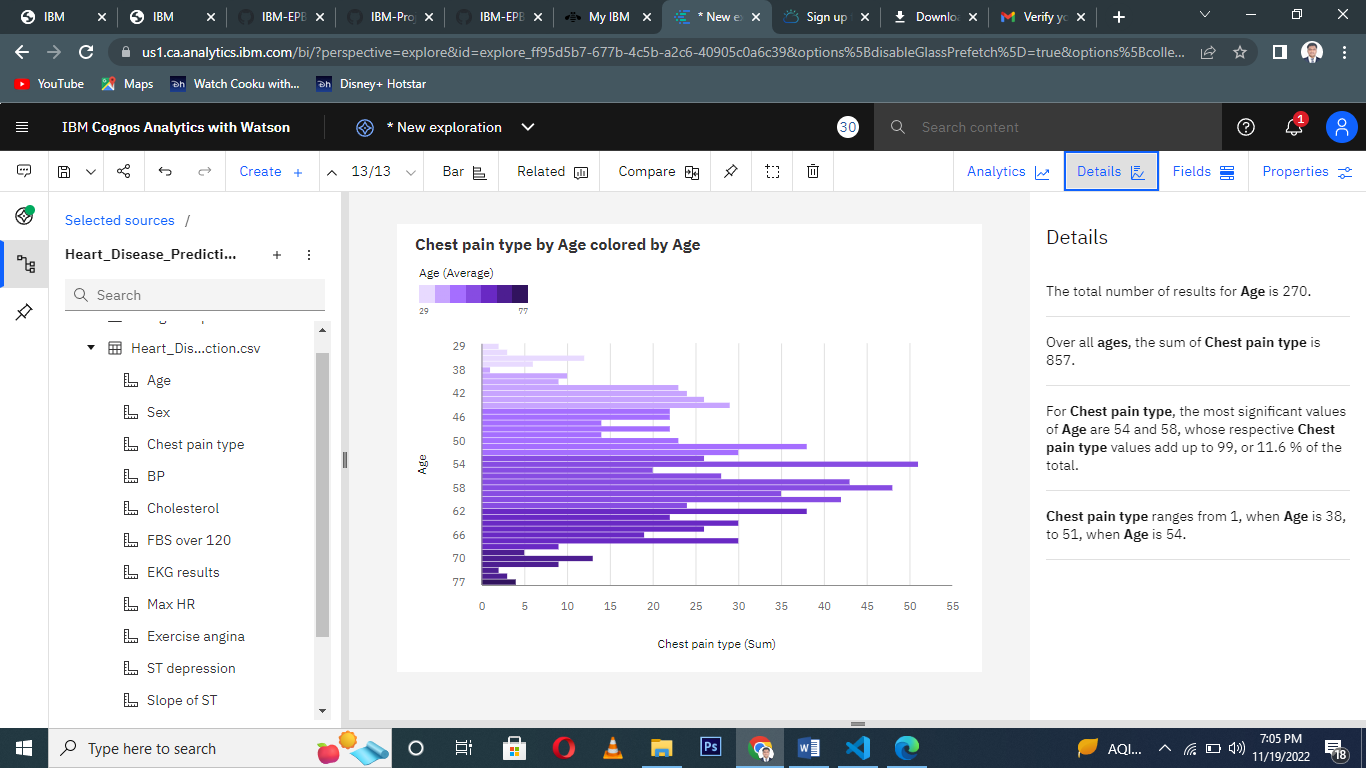 IBM
IBM
IBM-EPB
IBM-Proj
IBM-EPB
My IBM
* New ex
Sign up f
Downloa
Verify yo
us1.ca.analytics.ibm.com/bi/?perspective=explore&id=explore_ff95d5b7-677b-4c5b-a2c6-40905c0a6c39&options%5BdisableGlassPrefetch%5D=true&options%5Bcolle...
YouTube
Maps
Watch Cooku with...
Disney+ Hotstar
IBM Cognos Analytics with Watson
* New exploration
30
Search content
1
Create +
13/13
Bar
Related
Compare
Analytics
Details
Fields
Properties
Selected sources /
Heart_Disease_Predicti...
Search
Heart_Dis...ction.csv
Age
Sex
Chest pain type
BP
Cholesterol
FBS over 120
EKG results
Max HR
Exercise angina
ST depression
Slope of ST
Chest pain type by Age colored by Age
Age (Average)
29 77
Age
29
38
42
46
50
54
58
62
66
70
77
0 5 10 15 20 25 30 35 40 45 50 55
Chest pain type (Sum)
Details
The total number of results for Age is 270.
Over all ages, the sum of Chest pain type is
857.
For Chest pain type, the most significant values
of Age are 54 and 58, whose respective Chest
pain type values add up to 99, or 11.6 % of the
total.
Chest pain type ranges from 1, when Age is 38,
to 51, when Age is 54.
Type here to search
Ps
AQI...
7:05 PM
11/19/2022
18